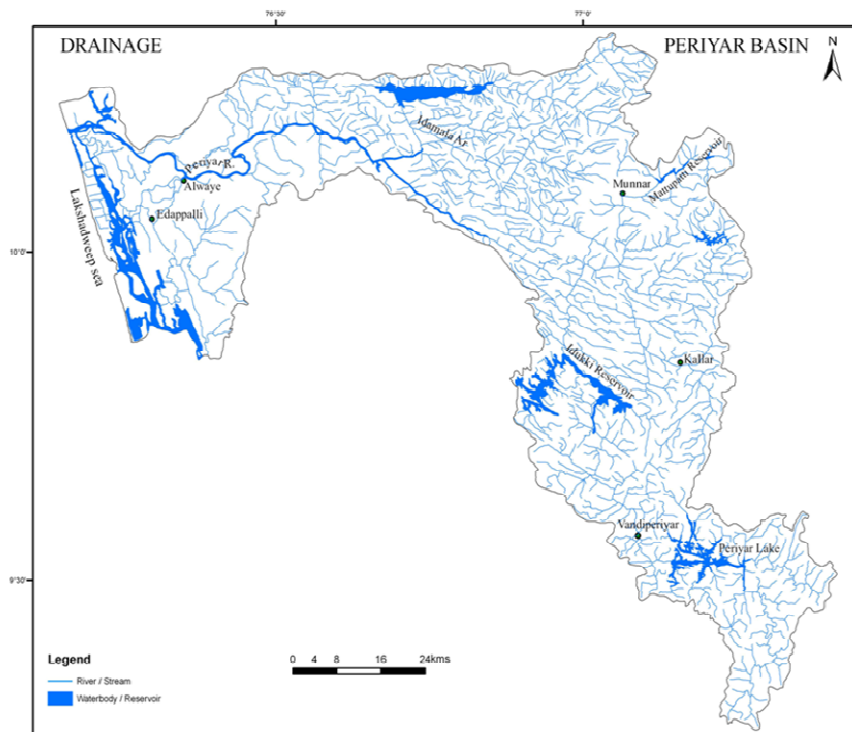 76°30'
77°0'
DRAINAGE
PERIYAR BASIN
N
Idamala Ar
Periyar R.
Alwaye
Munnar
Mattupatti Reservoir
Edappalli
Lakshadweep sea
10°0'
Idukki Reservoir
Kallar
Vandiperiyar
Periyar Lake
9°30'
Legend
River / Stream
Waterbody / Reservoir
0 4 8 16 24kms